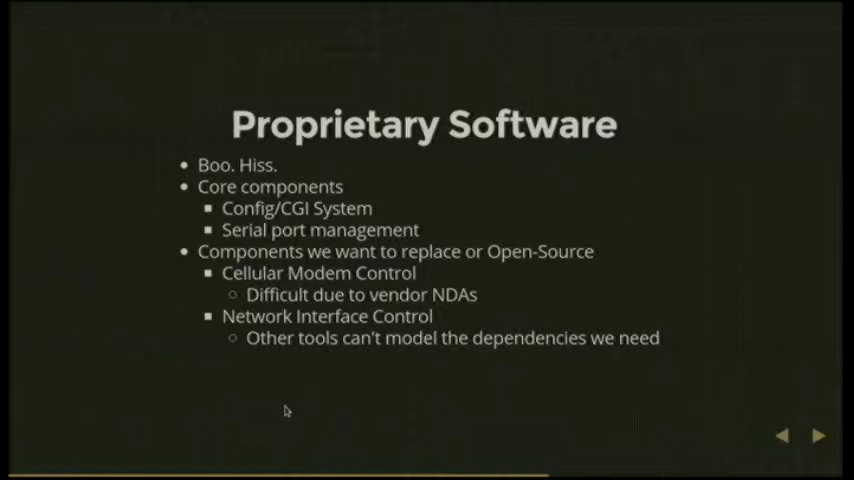 Proprietary Software
Boo. Hiss.
Core components
Config/CGI System
Serial port management
Components we want to replace or Open-Source
Cellular Modem Control
Difficult due to vendor NDAs
Network Interface Control
Other tools can't model the dependencies we need